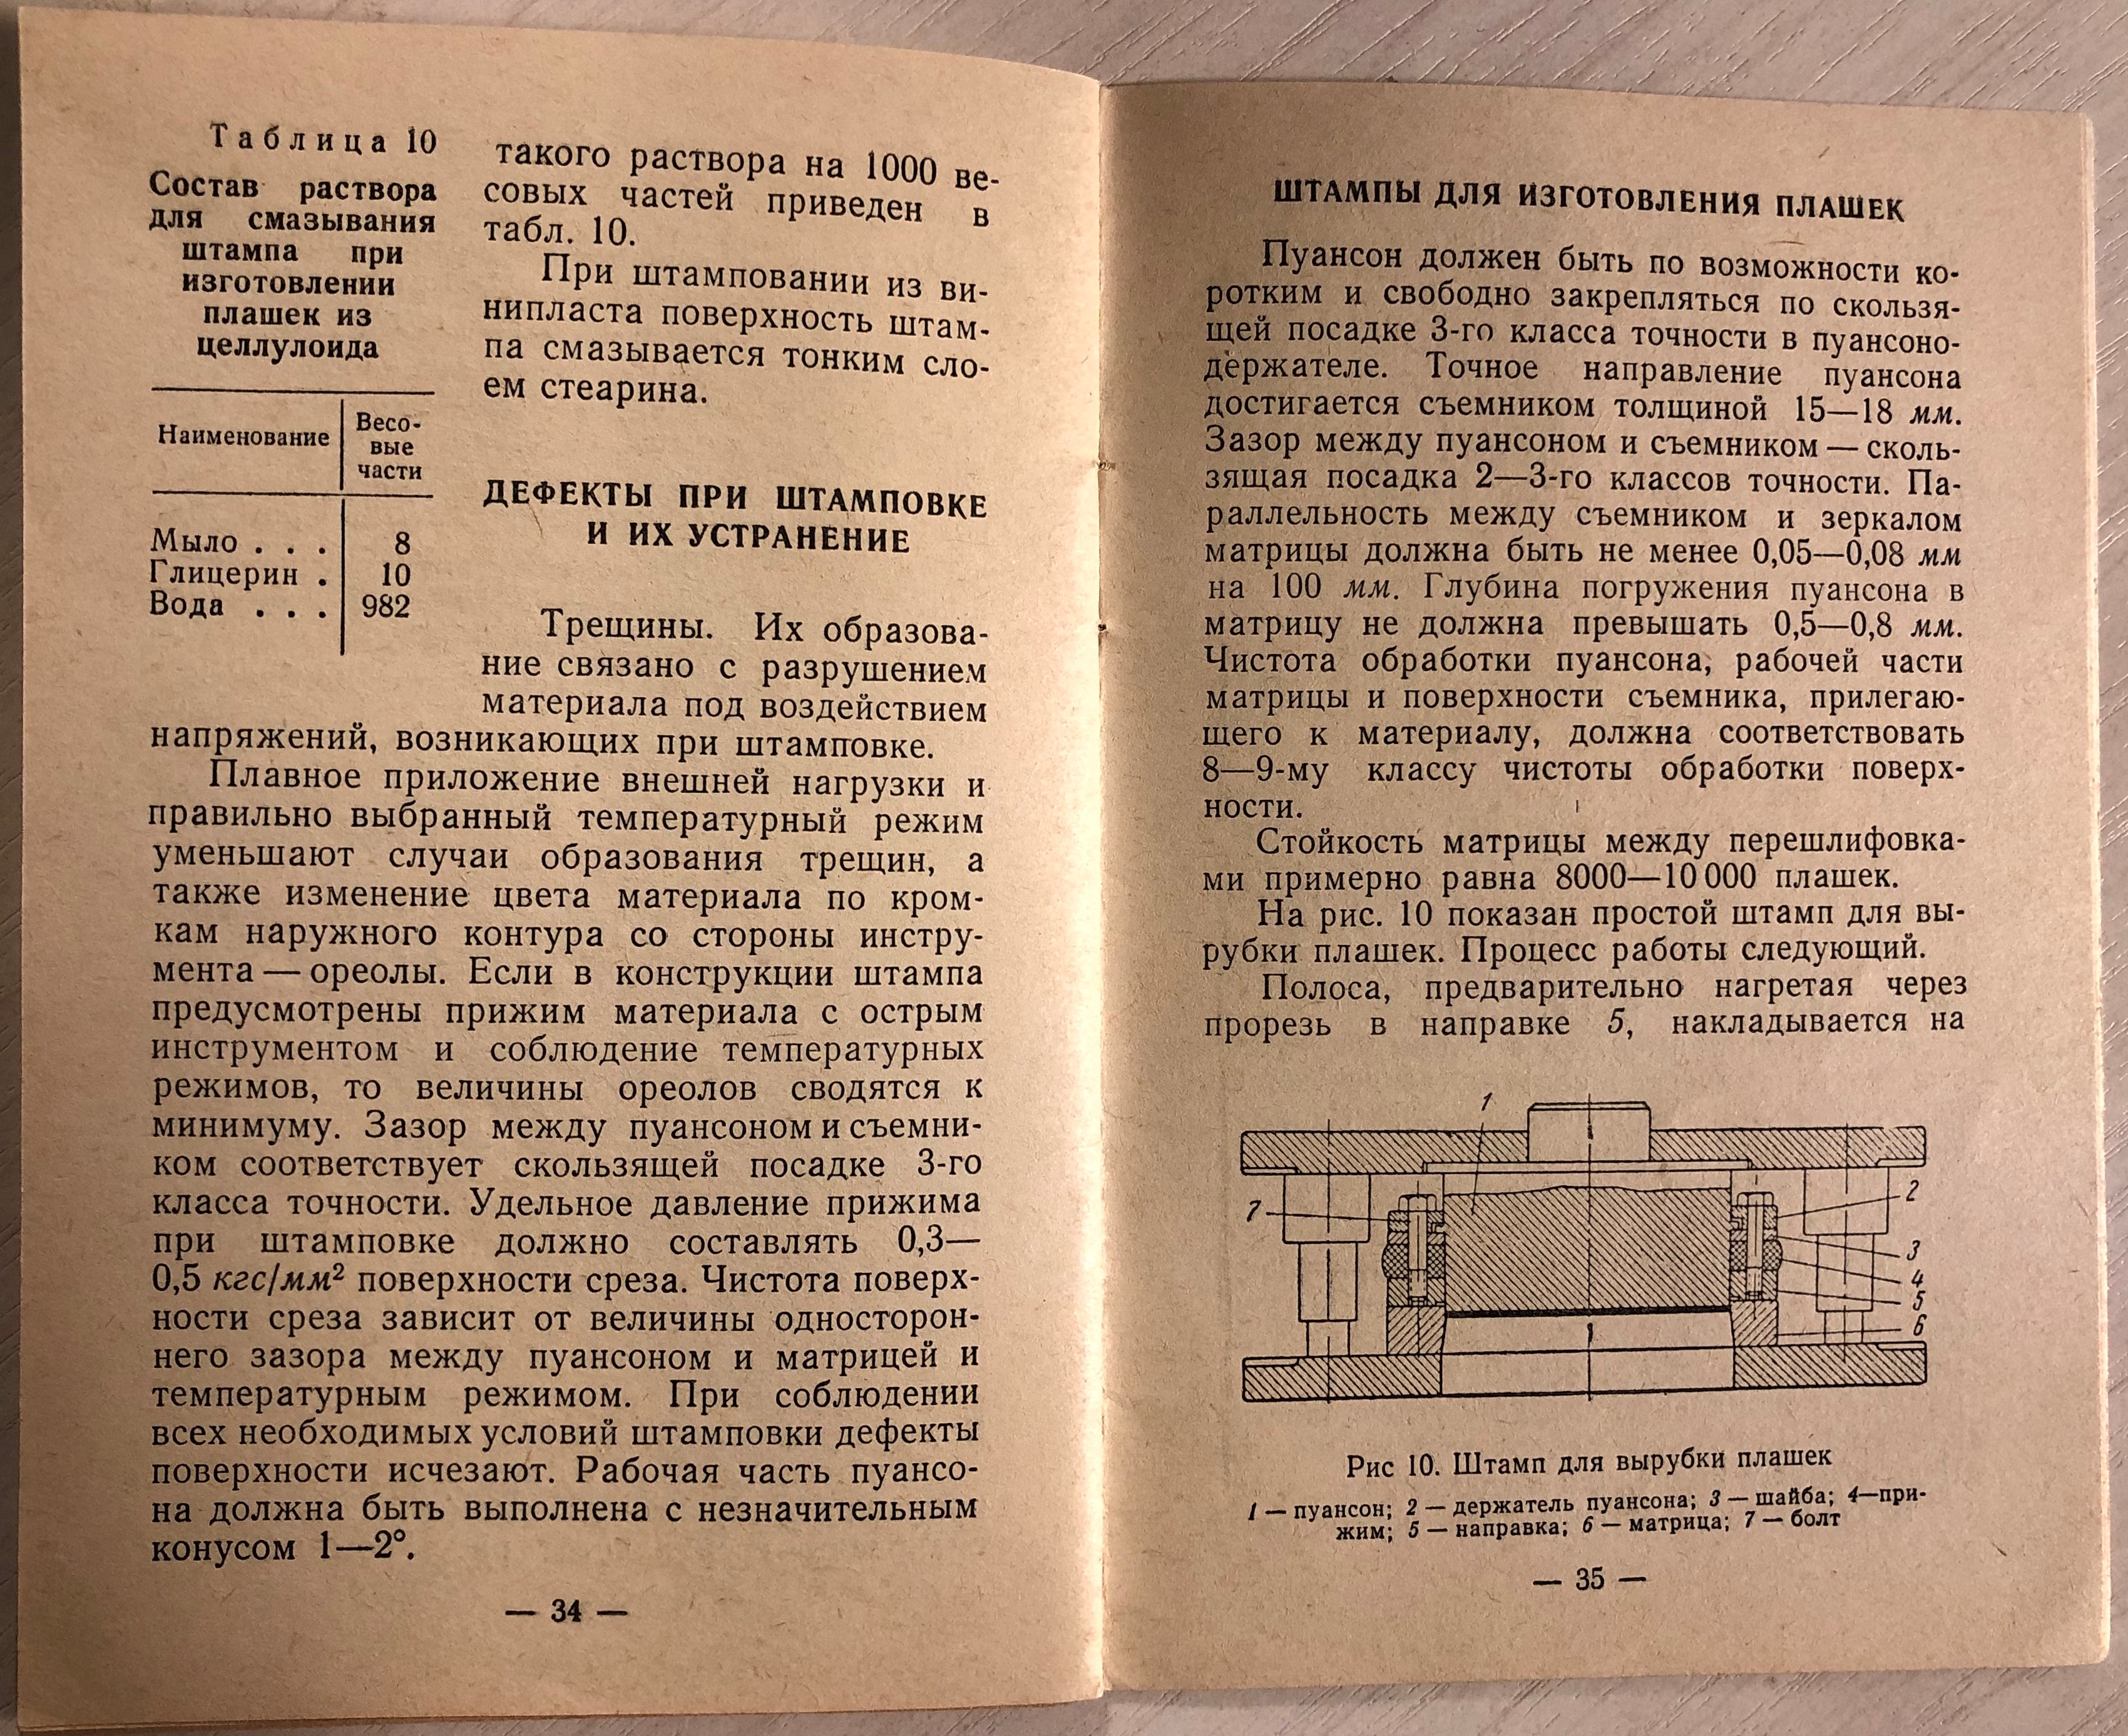 Таблица 10
Состав раствора
для смазывания
штампа при
изготовлении
плашек из
целлулоида
Наименование
Весо-
вые
части
Мыло . . . 8
Глицерин . 10
Вода . . . 982
такого раствора на 1000 ве-
совых частей приведен в
табл. 10.
При штамповании из ви-
нипласта поверхность штам-
па смазывается тонким сло-
ем стеарина.
ДЕФЕКТЫ ПРИ ШТАМПОВКЕ
И ИХ УСТРАНЕНИЕ
Трещины. Их образова-
ние связано с разрушением
материала под воздействием
напряжений, возникающих при штамповке.
Плавное приложение внешней нагрузки и
правильно выбранный температурный режим
уменьшают случаи образования трещин, а
также изменение цвета материала по кром-
кам наружного контура со стороны инстру-
мента — ореолы. Если в конструкции штампа
предусмотрены прижим материала с острым
инструментом и соблюдение температурных
режимов, то величины ореолов сводятся к
минимуму. Зазор между пуансоном и съемни-
ком соответствует скользящей посадке 3-го
класса точности. Удельное давление прижима
при штамповке должно составлять 0,3—
0,5 кгс/мм² поверхности среза. Чистота поверх-
ности среза зависит от величины односторон-
него зазора между пуансоном и матрицей и
температурным режимом. При соблюдении
всех необходимых условий штамповки дефекты
поверхности исчезают. Рабочая часть пуансо-
на должна быть выполнена с незначительным
конусом 1—2°.
— 34 —
ШТАМПЫ ДЛЯ ИЗГОТОВЛЕНИЯ ПЛАШЕК
Пуансон должен быть по возможности ко-
ротким и свободно закрепляться по скользя-
щей посадке 3-го класса точности в пуансоно-
держателе. Точное направление пуансона
достигается съемником толщиной 15—18 мм.
Зазор между пуансоном и съемником — сколь-
зящая посадка 2—3-го классов точности. Па-
раллельность между съемником и зеркалом
матрицы должна быть не менее 0,05—0,08 мм
на 100 мм. Глубина погружения пуансона в
матрицу не должна превышать 0,5—0,8 мм.
Чистота обработки пуансона, рабочей части
матрицы и поверхности съемника, прилегаю-
щего к материалу, должна соответствовать
8—9-му классу чистоты обработки поверх-
ности.
Стойкость матрицы между перешлифовка-
ми примерно равна 8000—10 000 плашек.
На рис. 10 показан простой штамп для вы-
рубки плашек. Процесс работы следующий.
Полоса, предварительно нагретая через
прорезь в направке 5, накладывается на
1
7
2
3
4
5
6
Рис 10. Штамп для вырубки плашек
1 — пуансон; 2 — держатель пуансона; 3 — шайба; 4—при-
жим; 5 — направка; 6 — матрица; 7 — болт
— 35 —